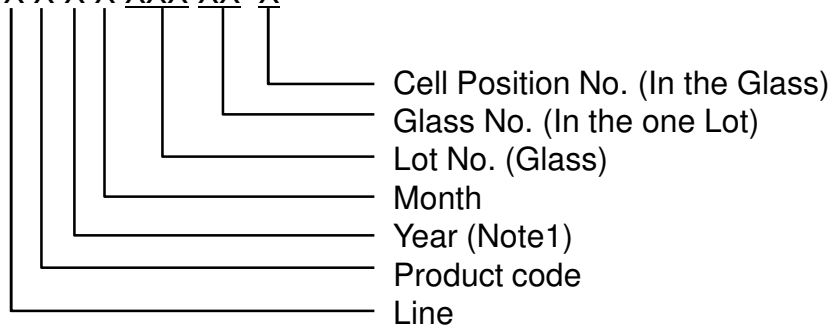 X X X X XXX XX X
Cell Position No. (In the Glass)
Glass No. (In the one Lot)
Lot No. (Glass)
Month
Year (Note1)
Product code
Line